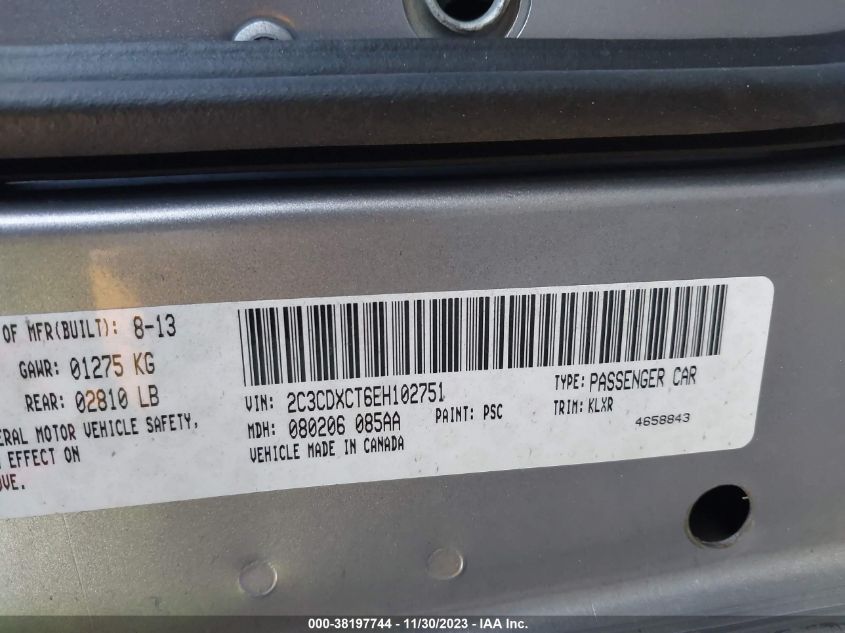 OF MFR(BUILT): 8-13
GAWR: 01275 KG
REAR: 02810 LB
MOTOR VEHICLE SAFETY,
EFFECT ON
VIN: 2C3CDXCT6EH102751
TYPE: PASSENGER CAR
MDH: 080206 085AA
PAINT: PSC
TRIM: KLXR
VEHICLE MADE IN CANADA
4658843
000-38197744 - 11/30/2023 - IAA Inc.